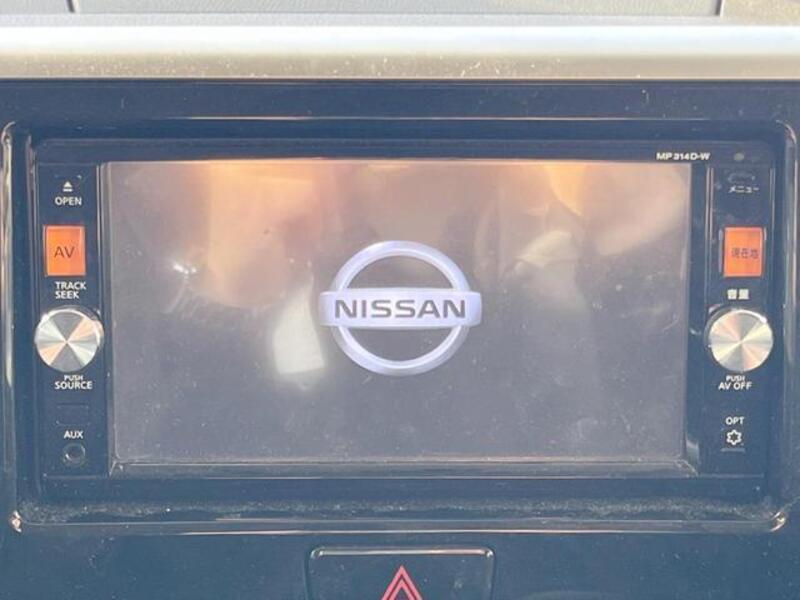 MP314D-W
OPEN
メニュー
AV
現在地
TRACK
SEEK
音量
NISSAN
PUSH
SOURCE
PUSH
AV OFF
AUX
OPT